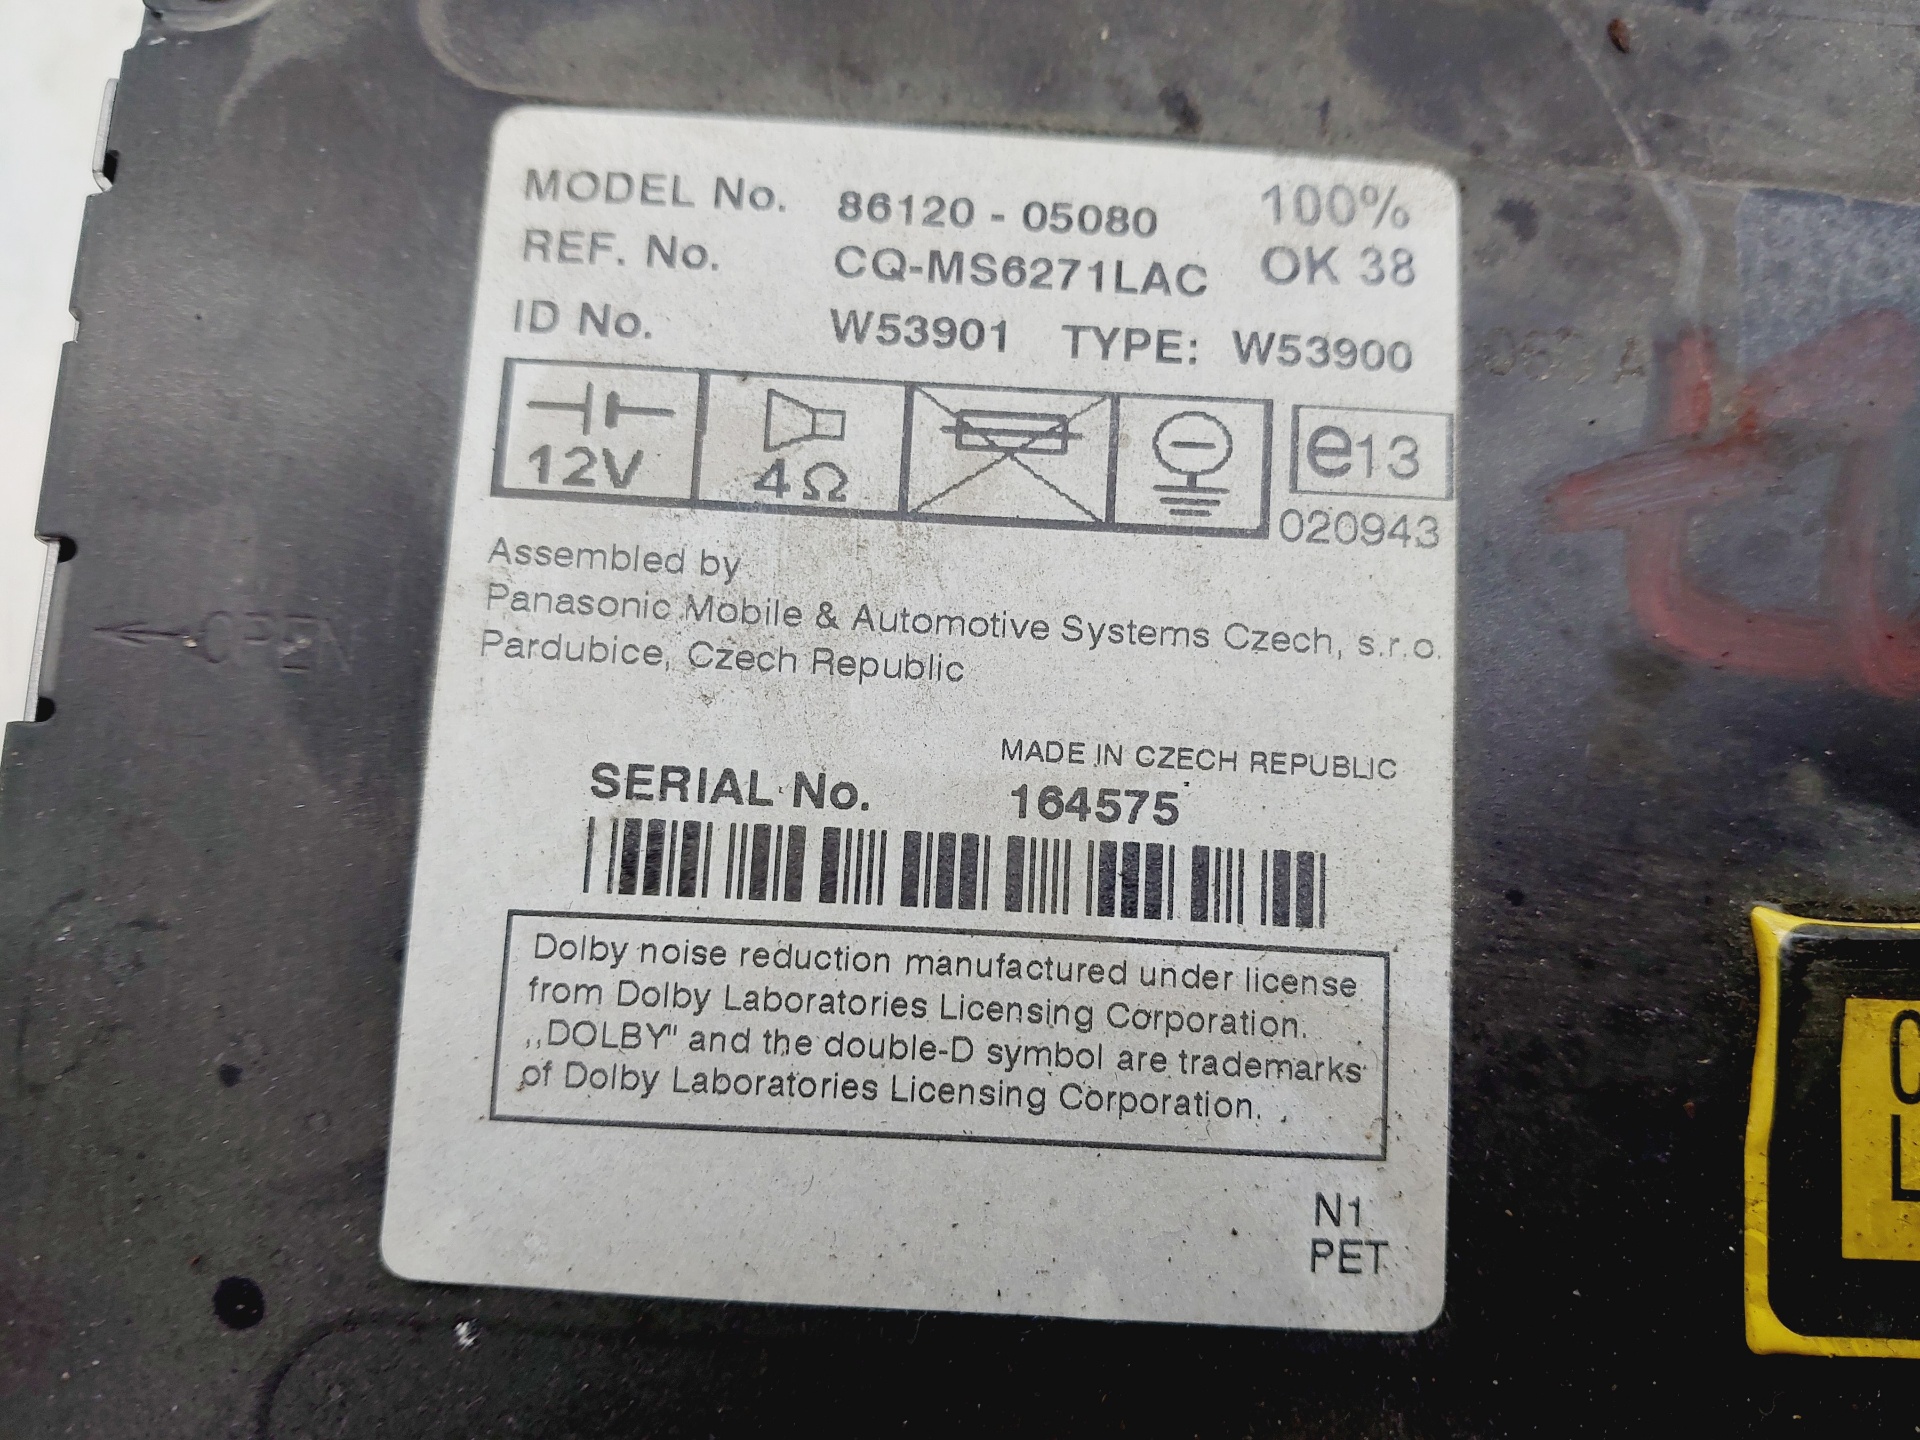 MODEL No. 86120 - 05080 100%
REF. No. CQ-MS6271LAC OK 38
ID No. W53901 TYPE: W53900
12V 4Ω e13
020943
Assembled by
Panasonic Mobile & Automotive Systems Czech, s.r.o.
Pardubice, Czech Republic
OPEN
MADE IN CZECH REPUBLIC
SERIAL No. 164575
Dolby noise reduction manufactured under license
from Dolby Laboratories Licensing Corporation.
,,DOLBY" and the double-D symbol are trademarks
of Dolby Laboratories Licensing Corporation.
N1
PET